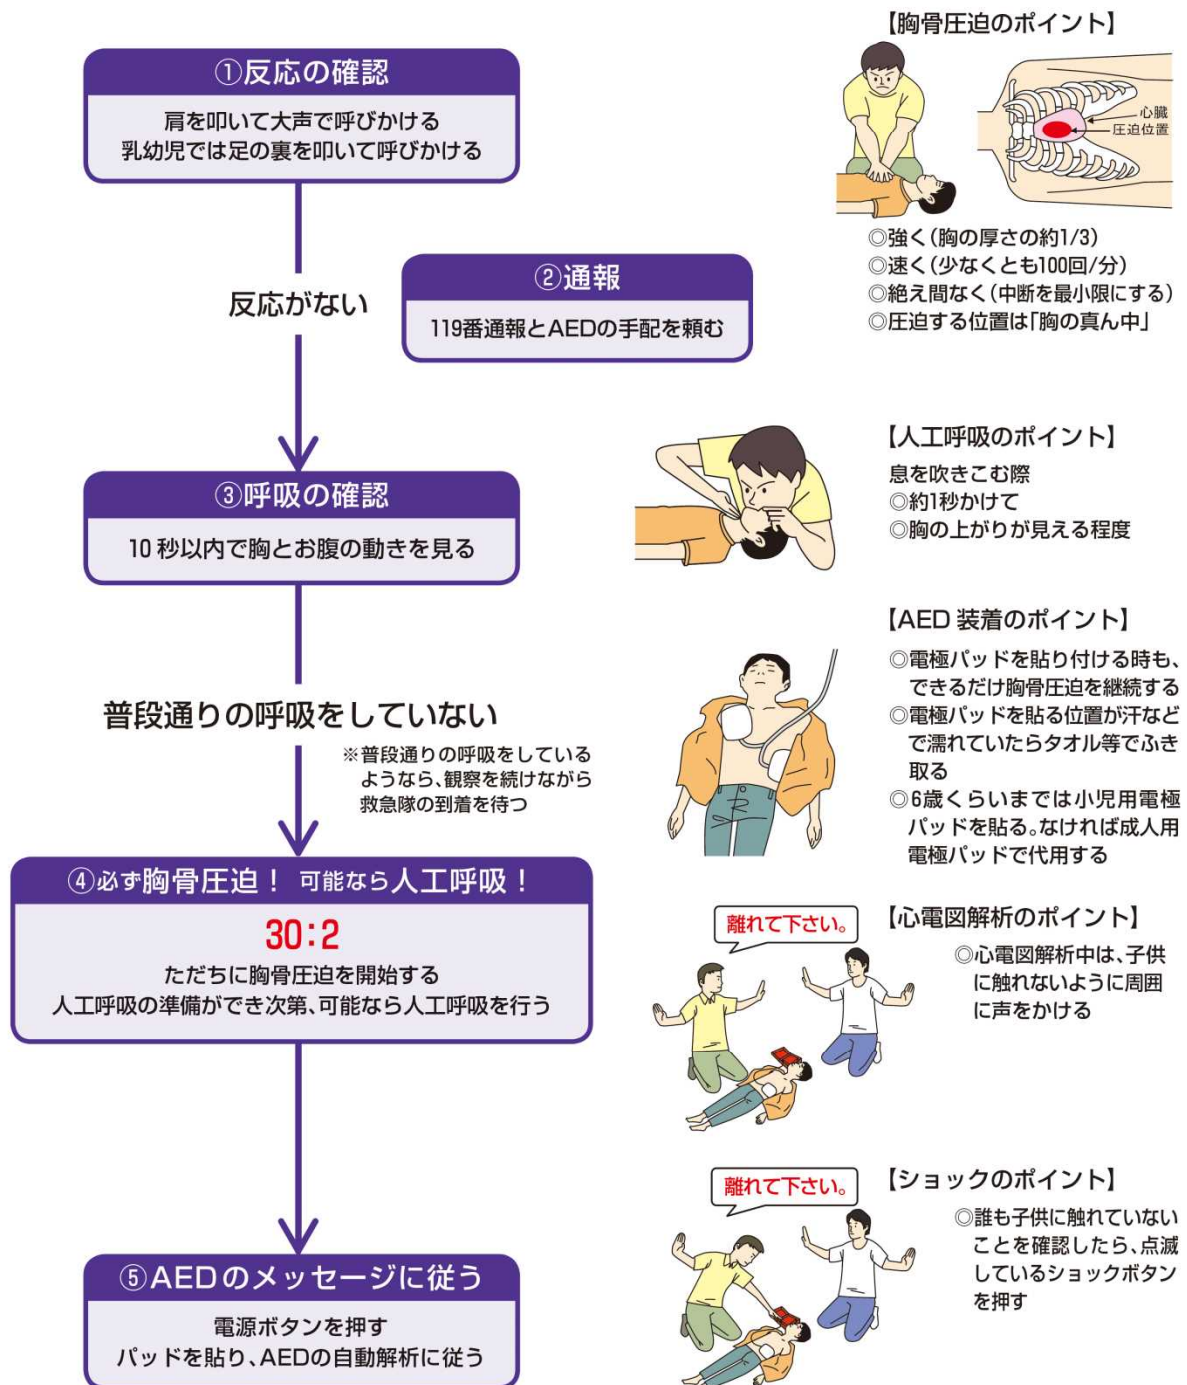 ①反応の確認
肩を叩いて大声で呼びかける
乳幼児では足の裏を叩いて呼びかける
反応がない
②通報
119番通報とAEDの手配を頼む
③呼吸の確認
10秒以内で胸とお腹の動きを見る
普段通りの呼吸をしていない
※普段通りの呼吸をしている
ようなら、観察を続けながら
救急隊の到着を待つ
④必ず胸骨圧迫！ 可能なら人工呼吸！
30：2
ただちに胸骨圧迫を開始する
人工呼吸の準備ができ次第、可能なら人工呼吸を行う
⑤AEDのメッセージに従う
電源ボタンを押す
パッドを貼り、AEDの自動解析に従う
【胸骨圧迫のポイント】
心臓
圧迫位置
◎強く（胸の厚さの約1/3）
◎速く（少なくとも100回/分）
◎絶え間なく（中断を最小限にする）
◎圧迫する位置は「胸の真ん中」
【人工呼吸のポイント】
息を吹きこむ際
◎約1秒かけて
◎胸の上がりが見える程度
【AED 装着のポイント】
◎電極パッドを貼り付ける時も、
できるだけ胸骨圧迫を継続する
◎電極パッドを貼る位置が汗など
で濡れていたらタオル等でふき
取る
◎6歳くらいまでは小児用電極
パッドを貼る。なければ成人用
電極パッドで代用する
【心電図解析のポイント】
離れて下さい。
◎心電図解析中は、子供
に触れないように周囲
に声をかける
【ショックのポイント】
離れて下さい。
◎誰も子供に触れていない
ことを確認したら、点滅
しているショックボタン
を押す